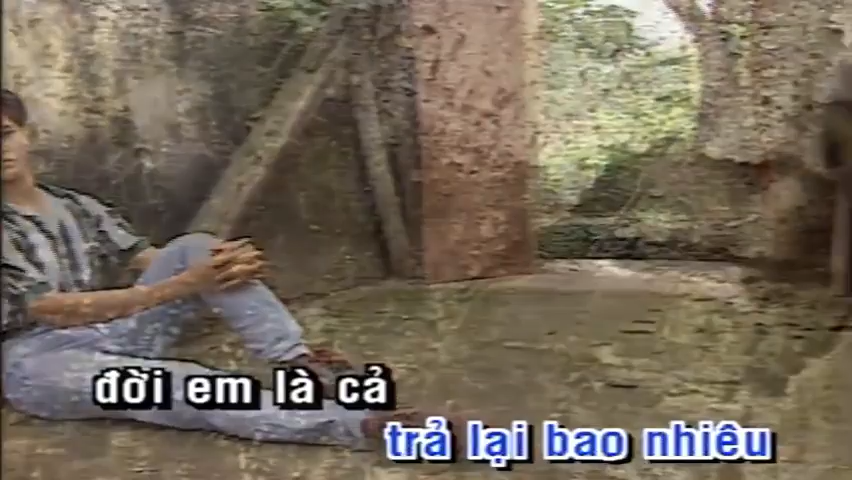 đời em là cả
trả lại bao nhiêu